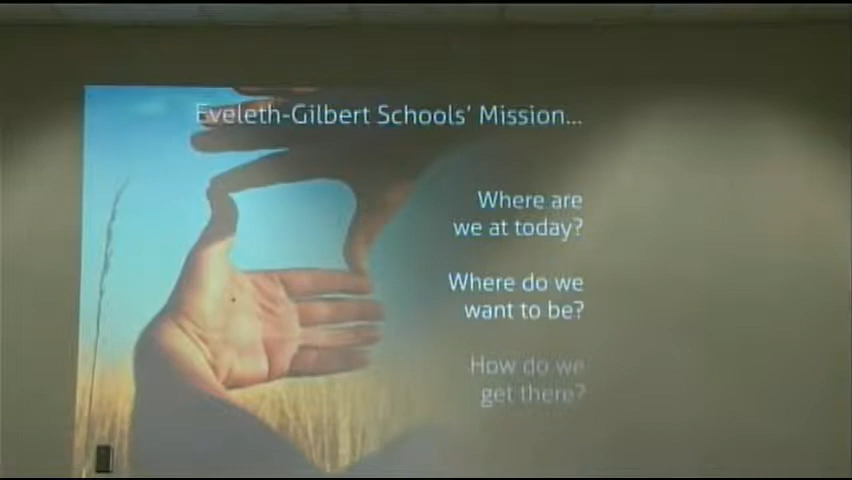 Eveleth-Gilbert Schools' Mission...
Where are
we at today?
Where do we
want to be?
How do we
get there?